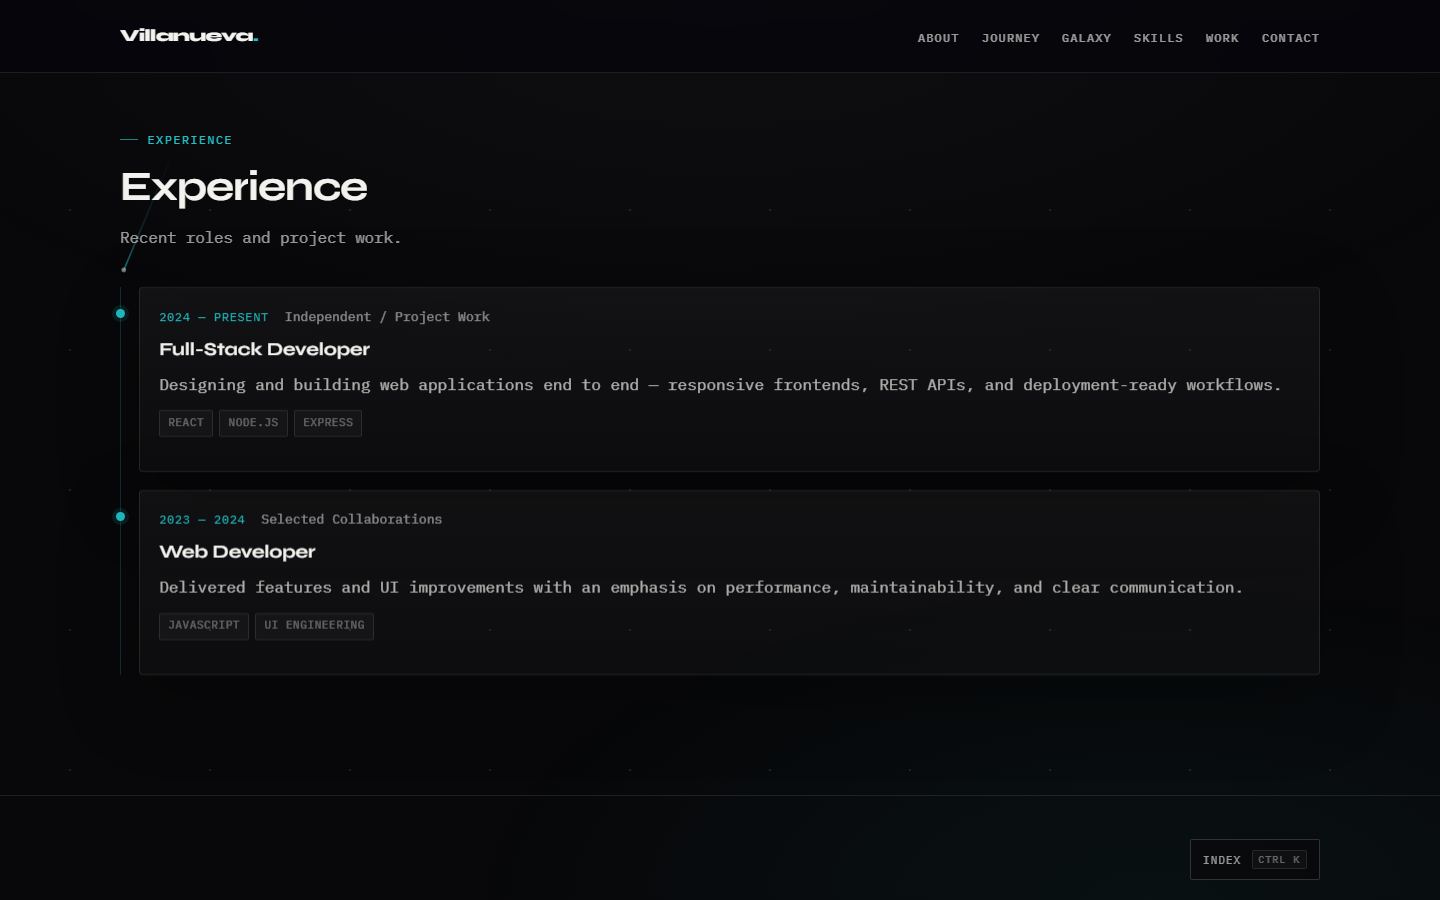 Villanueva.
ABOUT JOURNEY GALAXY SKILLS WORK CONTACT
EXPERIENCE
Experience
Recent roles and project work.
2024 — PRESENT Independent / Project Work
Full-Stack Developer
Designing and building web applications end to end — responsive frontends, REST APIs, and deployment-ready workflows.
REACT NODE.JS EXPRESS
2023 — 2024 Selected Collaborations
Web Developer
Delivered features and UI improvements with an emphasis on performance, maintainability, and clear communication.
JAVASCRIPT UI ENGINEERING
INDEX CTRL K